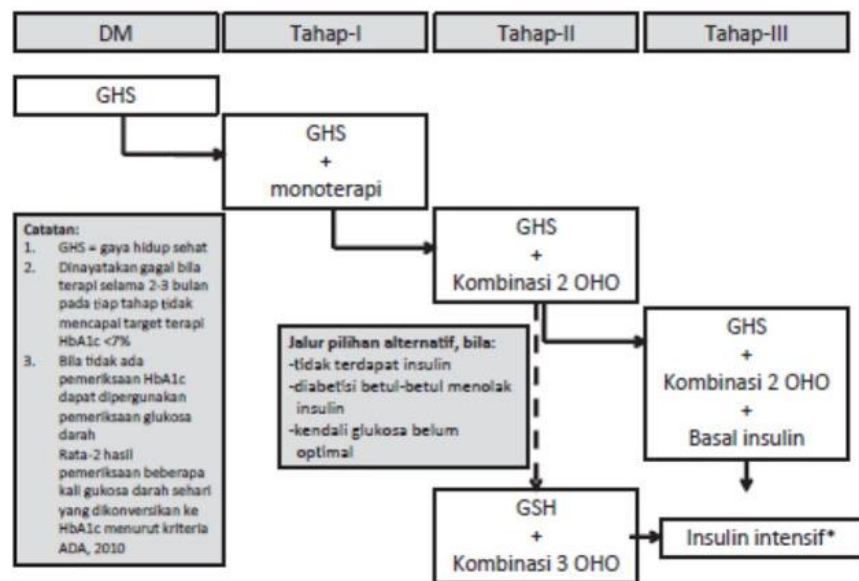 DM
Tahap-I
Tahap-II
Tahap-III
GHS
GHS
+
monoterapi
GHS
+
Kombinasi 2 OHO
GHS
+
Kombinasi 2 OHO
+
Basal insulin
Catatan:
1. GHS = gaya hidup sehat
2. Dinyatakan gagal bila
terapi selama 2-3 bulan
pada tiap tahap tidak
mencapai target terapi
HbA1c <7%
3. Bila tidak ada
pemeriksaan HbA1c
dapat dipergunakan
pemeriksaan glukosa
darah
Rata-2 hasil
pemeriksaan beberapa
kali gukosa darah sehari
yang dikonversikan ke
HbA1c menurut kriteria
ADA, 2010
Jalur pilihan alternatif, bila:
-tidak terdapat insulin
-diabetisi betul-betul menolak
insulin
-kendali glukosa belum
optimal
GSH
+
Kombinasi 3 OHO
Insulin intensif*